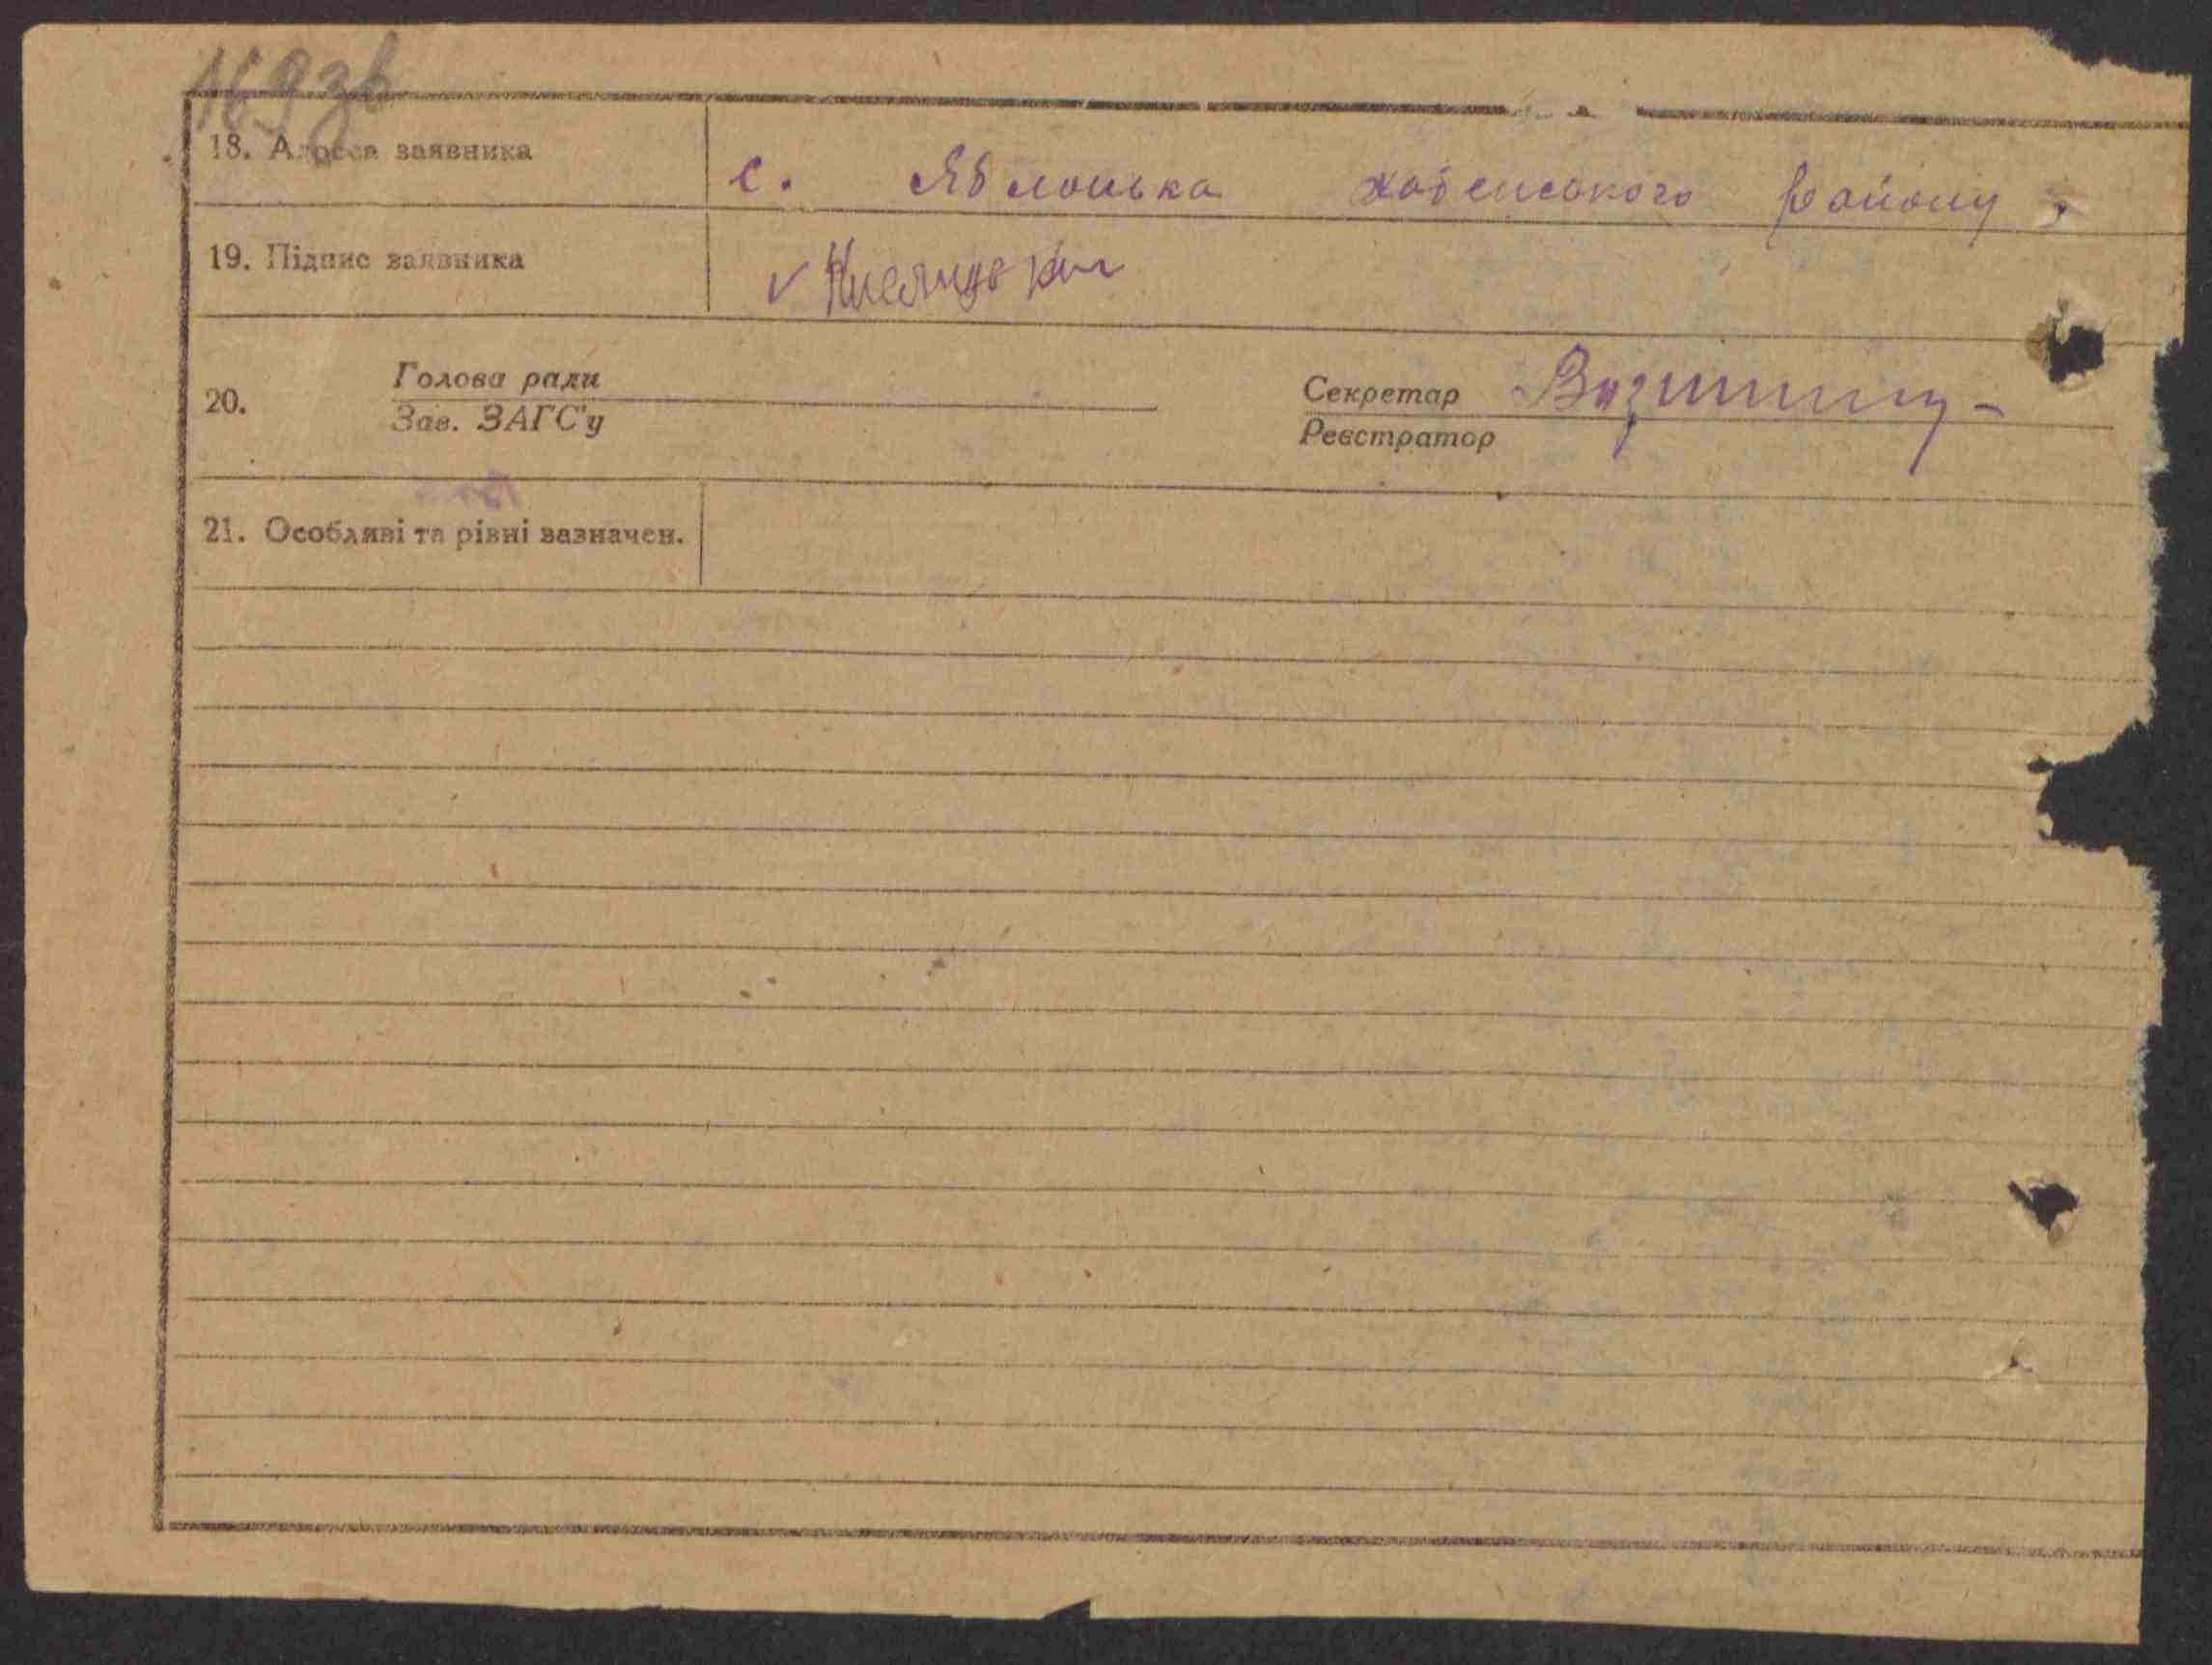 169зв
18. Адреса заявника с. Яблонька хабенського району.
19. Підпис заявника
20. Голова ради Секретар
Зав. ЗАГС'у Реєстратор
21. Особливі та рівні зазначен.